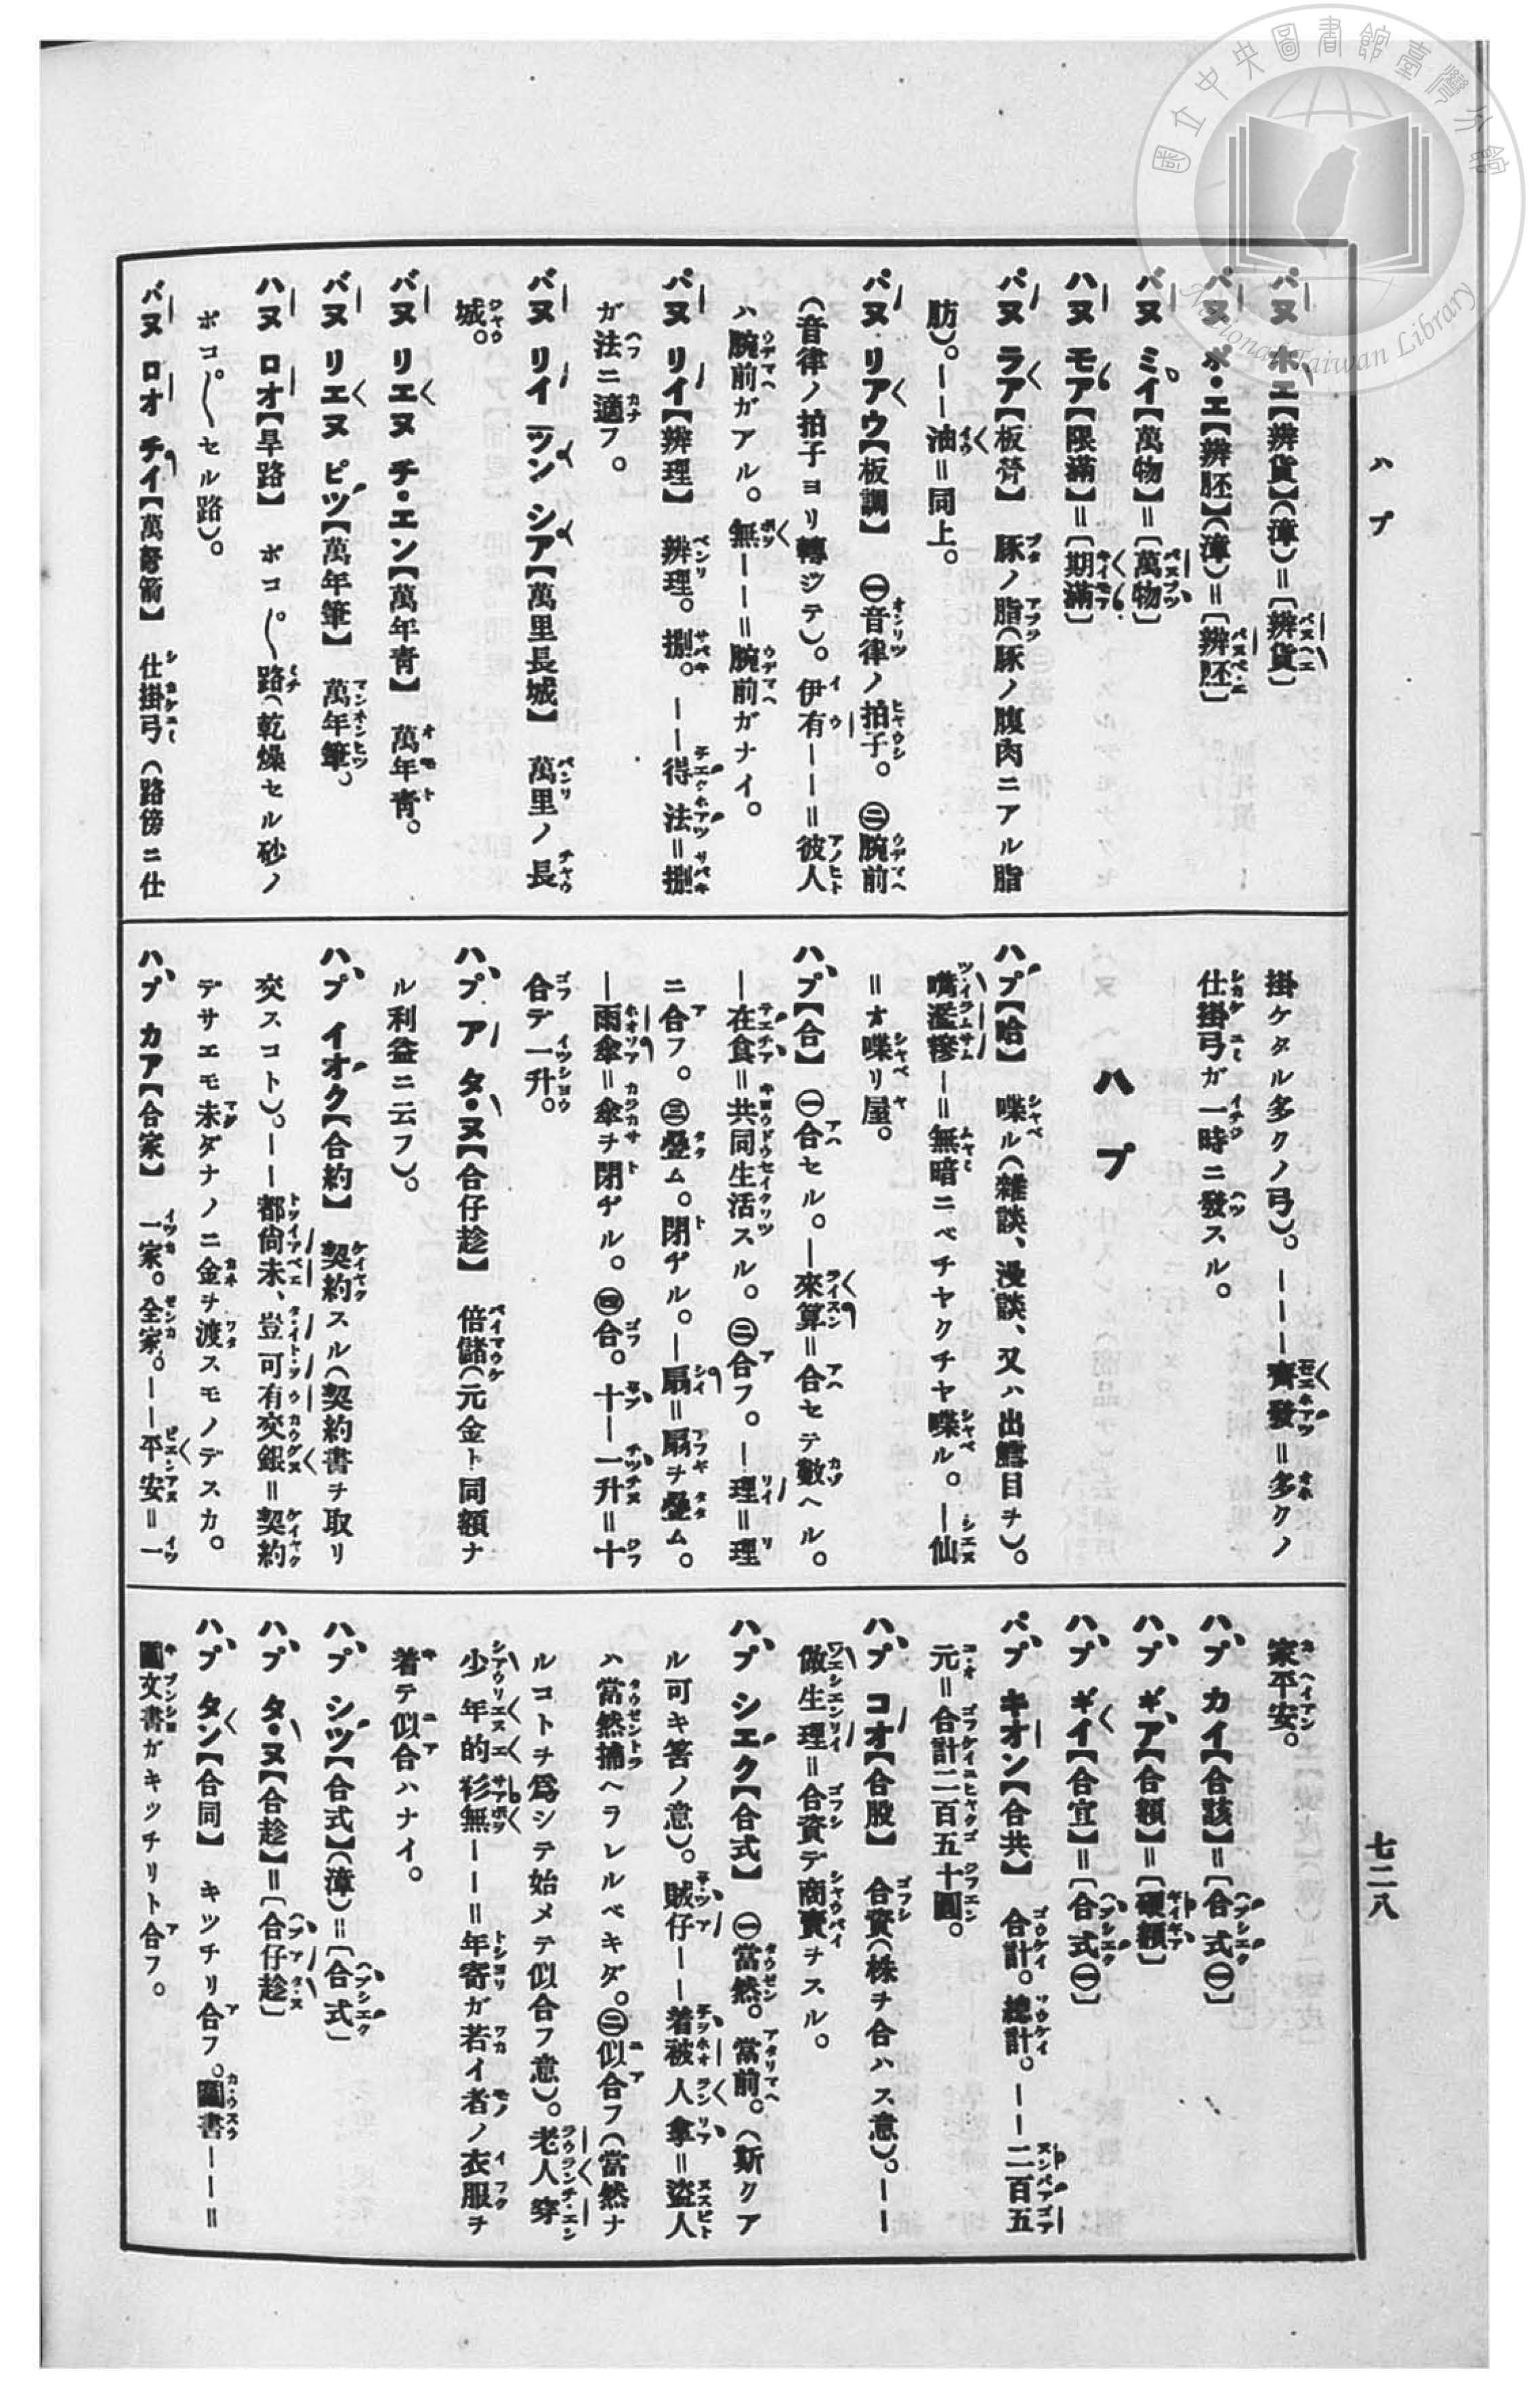 國立中央圖書館臺灣分館
National Taiwan Library
ハプ
七二八
バヌ ホエ【辨貨】(漳)=〔辨貨〕
バヌ ポ・エ【辨胚】(漳)=〔辨胚〕
バヌ ミイ【萬物】=〔萬物〕
ハヌ モア【限滿】=〔期滿〕
パヌ ラア【板膋】 豚ノ脂(豚ノ腹肉ニアル脂
肪)。——油=同上。
パヌ リアウ【板調】 ㊀音律ノ拍子。㊁腕前
(音律ノ拍子ヨリ轉ジテ)。伊有——=彼人
ハ腕前ガアル。無——=腕前ガナイ。
パヌ リイ【辨理】 辨理。捌。——得法=捌
ガ法ニ適フ。
バヌ リイ ツン シア【萬里長城】 萬里ノ長
城。
バヌ リエヌ チ・エン【萬年青】 萬年青。
バヌ リエヌ ピツ【萬年筆】 萬年筆。
ハヌ ロオ【旱路】 ポコ〱路(乾燥セル砂ノ
ポコ〱セル路)。
バヌ ロオ チイ【萬弩箭】 仕掛弓(路傍ニ仕
掛ケタル多クノ弓)。———齊發=多クノ
仕掛弓ガ一時ニ發スル。
ハプ
ハプ【哈】 喋ル(雜談、漫談、又ハ出鱈目ヲ)。
嘴濫糝—=無暗ニベチヤクチヤ喋ル。—仙
=オ喋リ屋。
ハプ【合】 ㊀合セル。—來算=合セテ數ヘル。
—在食=共同生活スル。㊁合フ。—理=理
ニ合フ。㊂疊ム。閉ヂル。—扇=扇ヲ疊ム。
—雨傘=傘ヲ閉ヂル。㊃合。十—一升=十
合デ一升。
ハプ ア タ・ヌ【合仔趁】 倍儲(元金ト同額ナ
ル利益ニ云フ)。
ハプ イオク【合約】 契約スル(契約書ヲ取リ
交スコト)。——都尙未、豈可有交銀=契約
デサエモ未ダナノニ金ヲ渡スモノデスカ。
ハプ カア【合家】 一家。全家。——平安=一
家平安。
ハプ カイ【合該】=〔合式㊀〕
ハプ ギア【合額】=〔礙額〕
ハプ ギイ【合宜】=〔合式㊀〕
パプ キオン【合共】 合計。總計。——二百五
元=合計二百五十圓。
ハプ コオ【合股】 合資(株ヲ合ハス意)。——
做生理=合資デ商賣ヲスル。
ハプ シエク【合式】 ㊀當然。當前。(斯クア
ル可キ筈ノ意)。賊仔——着被人拿=盜人
ハ當然捕ヘラレルベキダ。㊁似合フ(當然ナ
ルコトヲ爲シテ始メテ似合フ意)。老人穿
少年的衫無——=年寄ガ若イ者ノ衣服ヲ
着テ似合ハナイ。
ハプ シツ【合式】(漳)=〔合式〕
ハプ タ・ヌ【合趁】=〔合仔趁〕
ハプ タン【合同】 キツチリ合フ。圖書——=
圖文書ガキツチリト合フ。